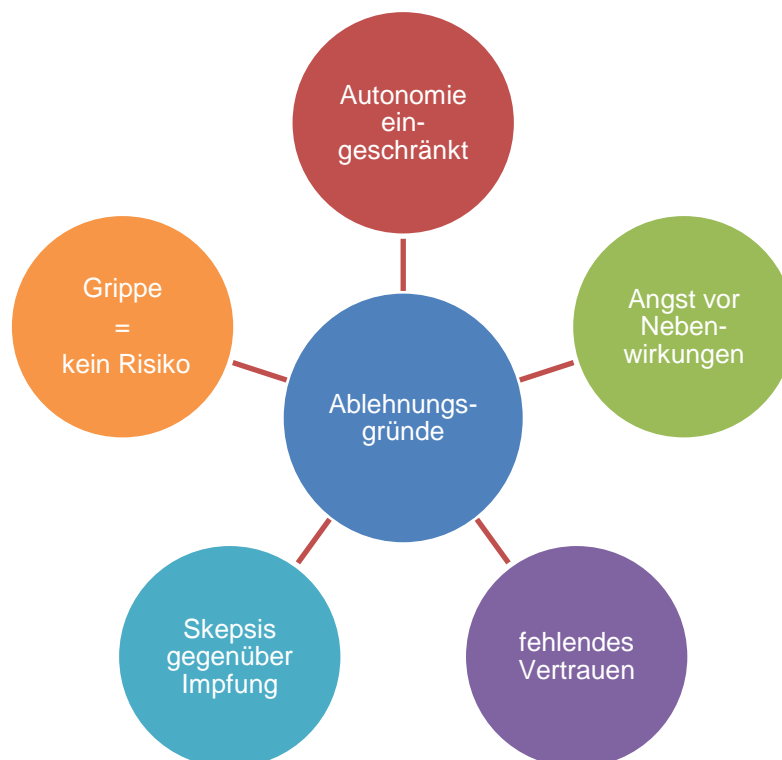 Autonomie
ein-
geschränkt
Grippe
=
kein Risiko
Angst vor
Neben-
wirkungen
Ablehnungs-
gründe
Skepsis
gegenüber
Impfung
fehlendes
Vertrauen